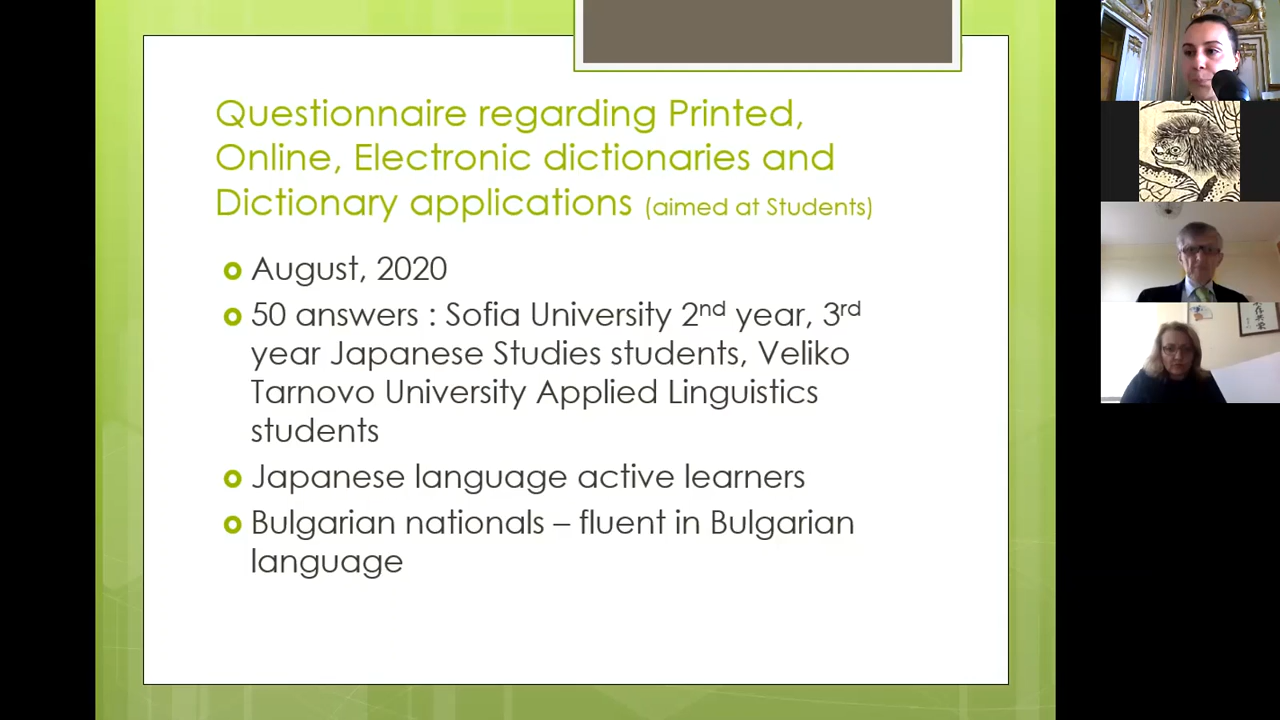 Questionnaire regarding Printed,
Online, Electronic dictionaries and
Dictionary applications (aimed at Students)
August, 2020
50 answers : Sofia University 2nd year, 3rd
year Japanese Studies students, Veliko
Tarnovo University Applied Linguistics
students
Japanese language active learners
Bulgarian nationals – fluent in Bulgarian
language